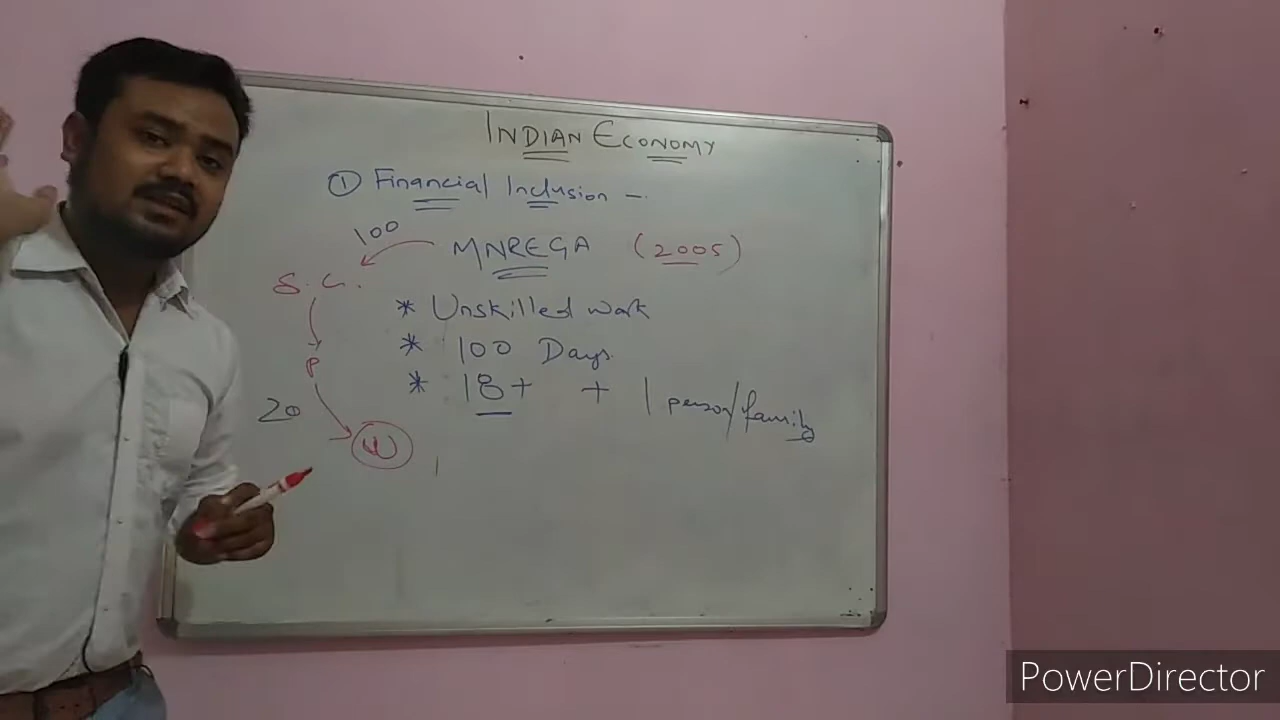 INDIAN ECONOMY
① Financial Inclusion -
100
MNREGA (2005)
S.G.
* Unskilled work
P
* 100 Days
20
* 18+ + 1 person/family
W
PowerDirector